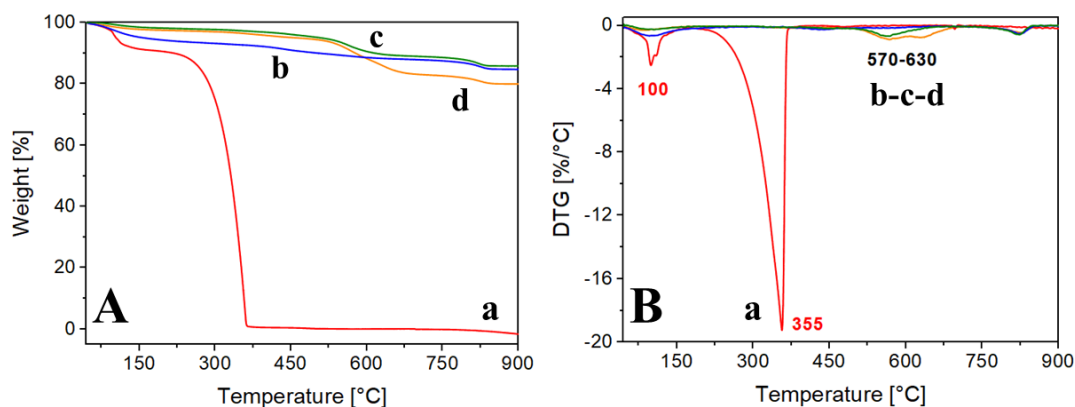 100
80
60
40
20
0
Weight [%]
A
a
b
c
d
150
300
450
600
750
900
Temperature [°C]
0
-4
-8
-12
-16
-20
DTG [%/°C]
100
570-630
b-c-d
B
a
355
150
300
450
600
750
900
Temperature [°C]